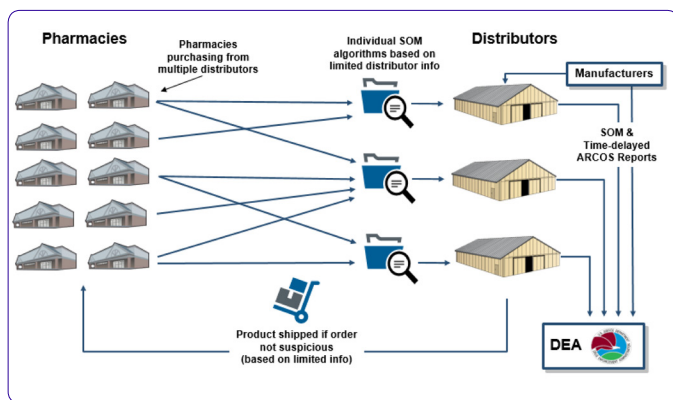 Pharmacies
Pharmacies
purchasing from
multiple distributors
Individual SOM
algorithms based on
limited distributor info
Distributors
Manufacturers
SOM &
Time-delayed
ARCOS Reports
Product shipped if order
not suspicious
(based on limited info)
DEA